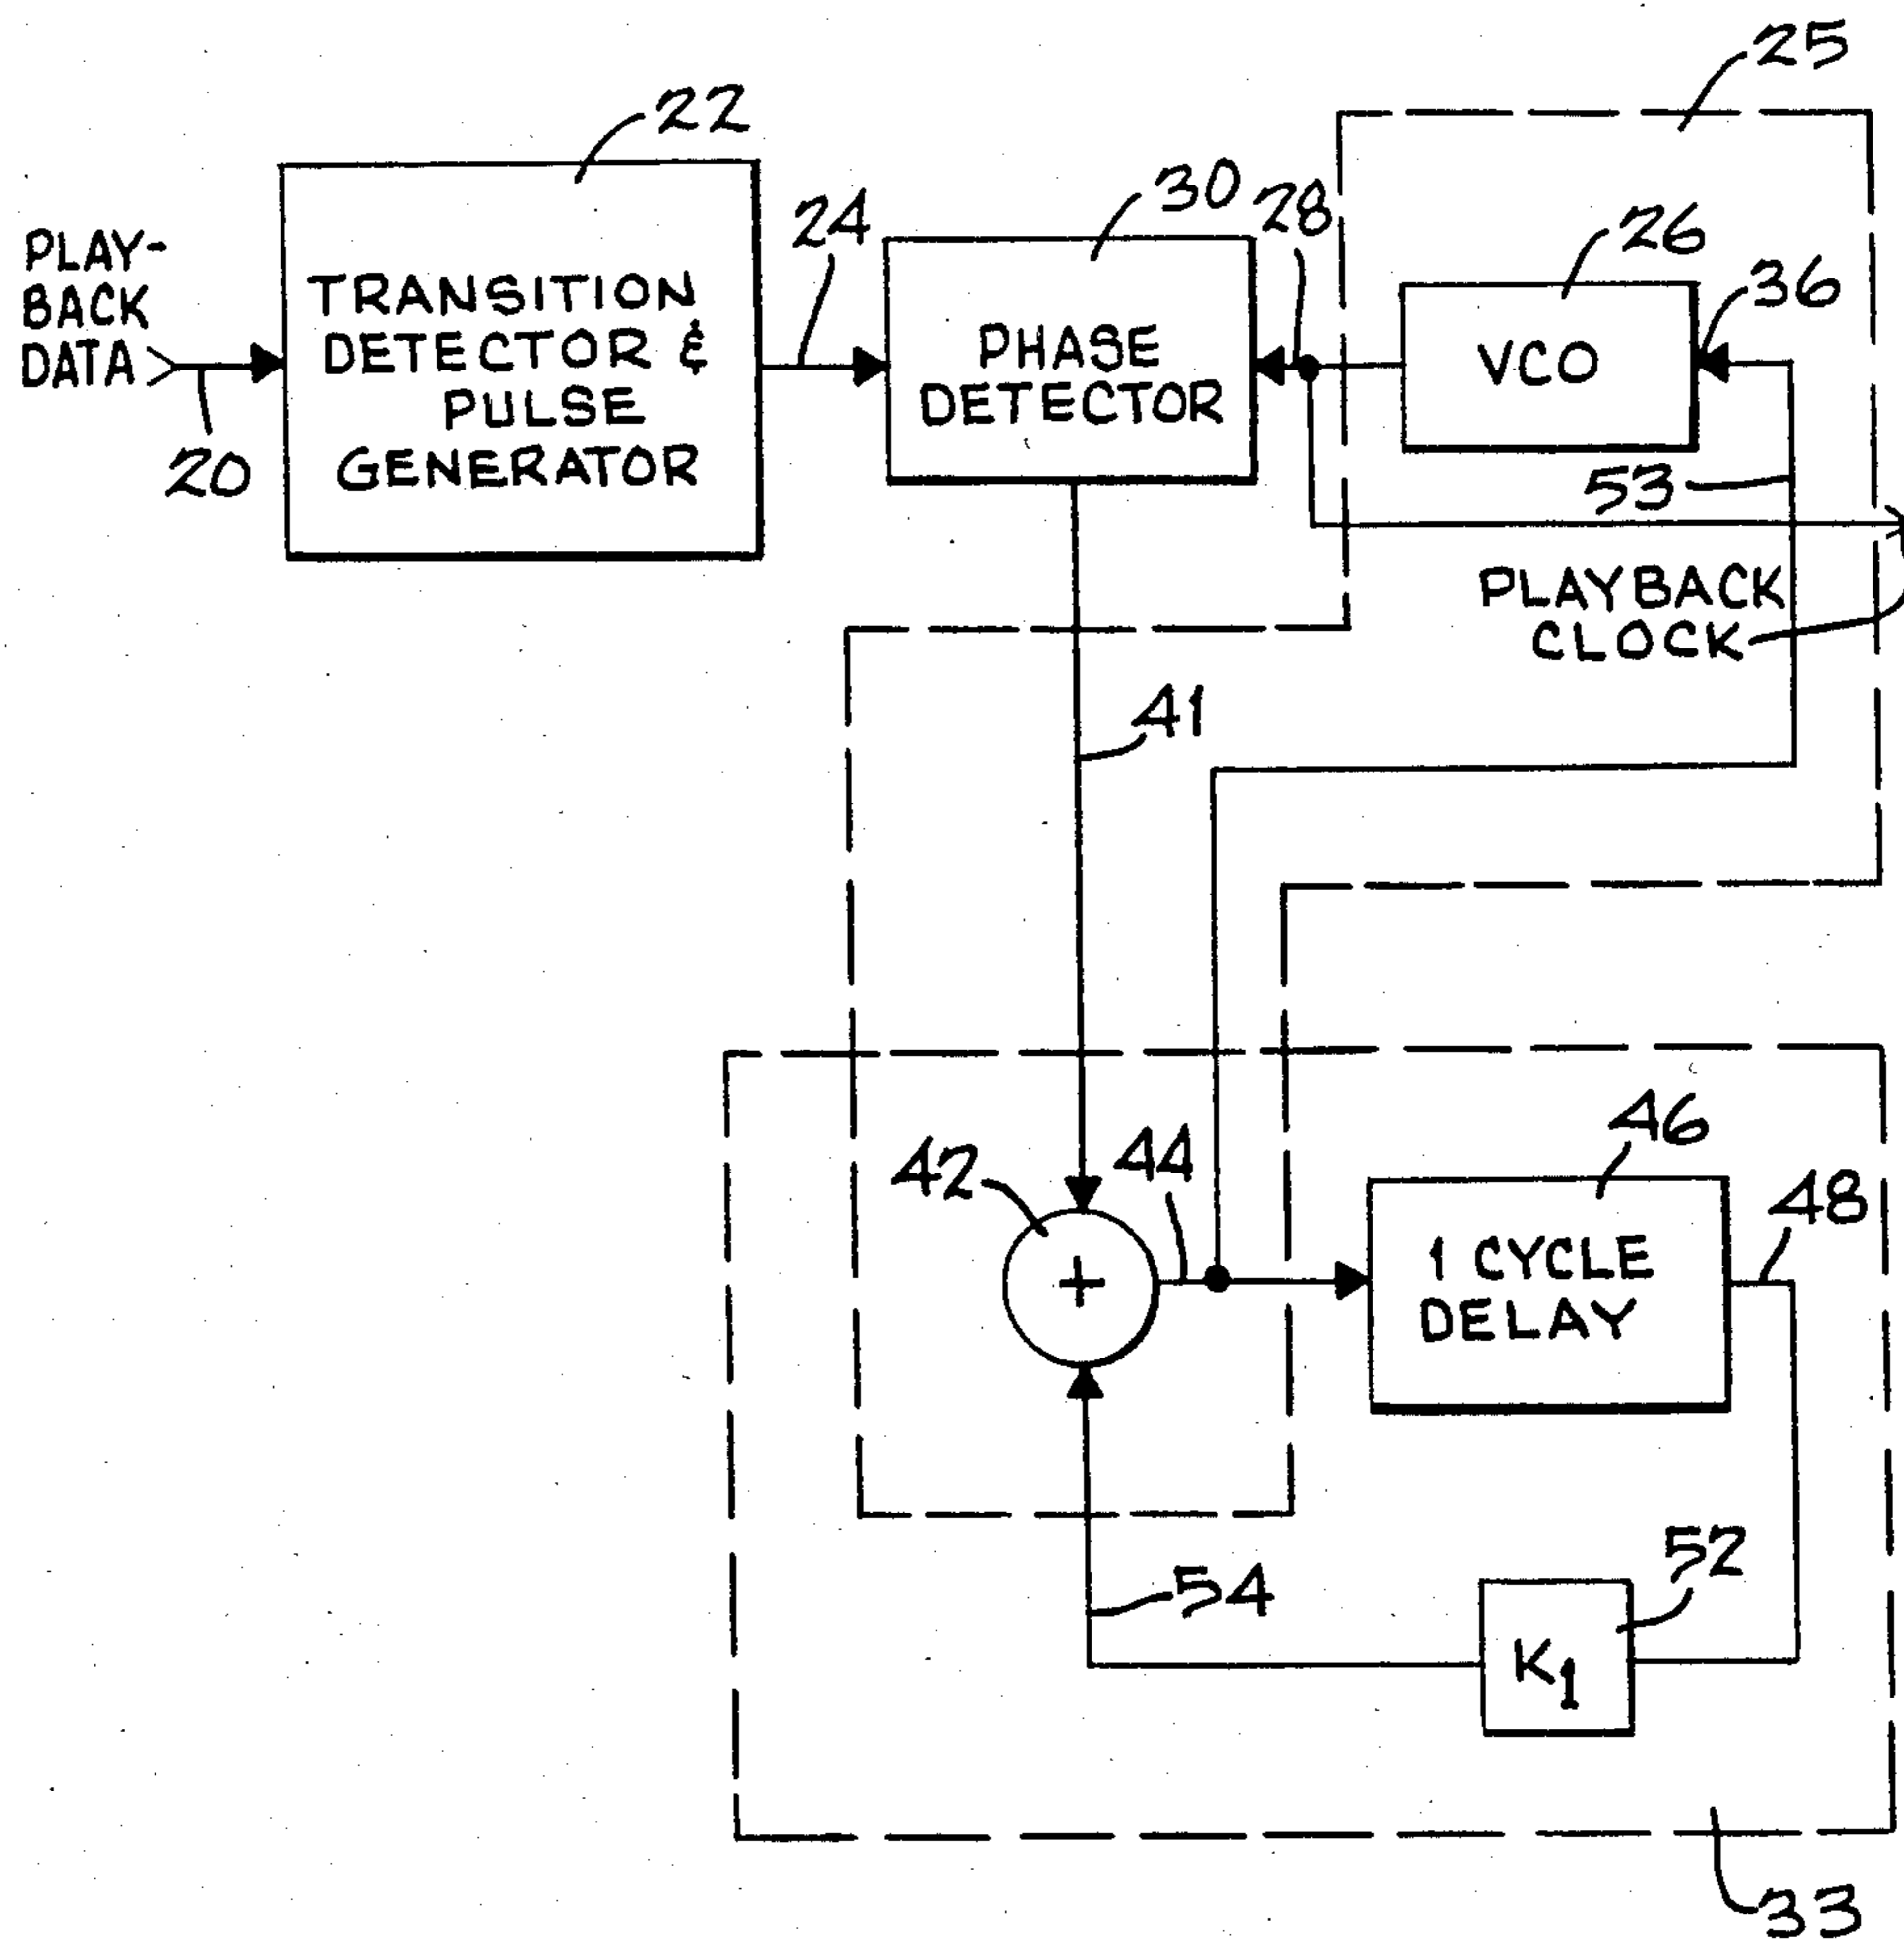 25
22
30
28
24
26
36
PLAY-
BACK
DATA
TRANSITION
DETECTOR &
PULSE
GENERATOR
PHASE
DETECTOR
VCO
20
53
PLAYBACK
CLOCK
41
46
42
44
48
+
1 CYCLE
DELAY
52
54
K1
33